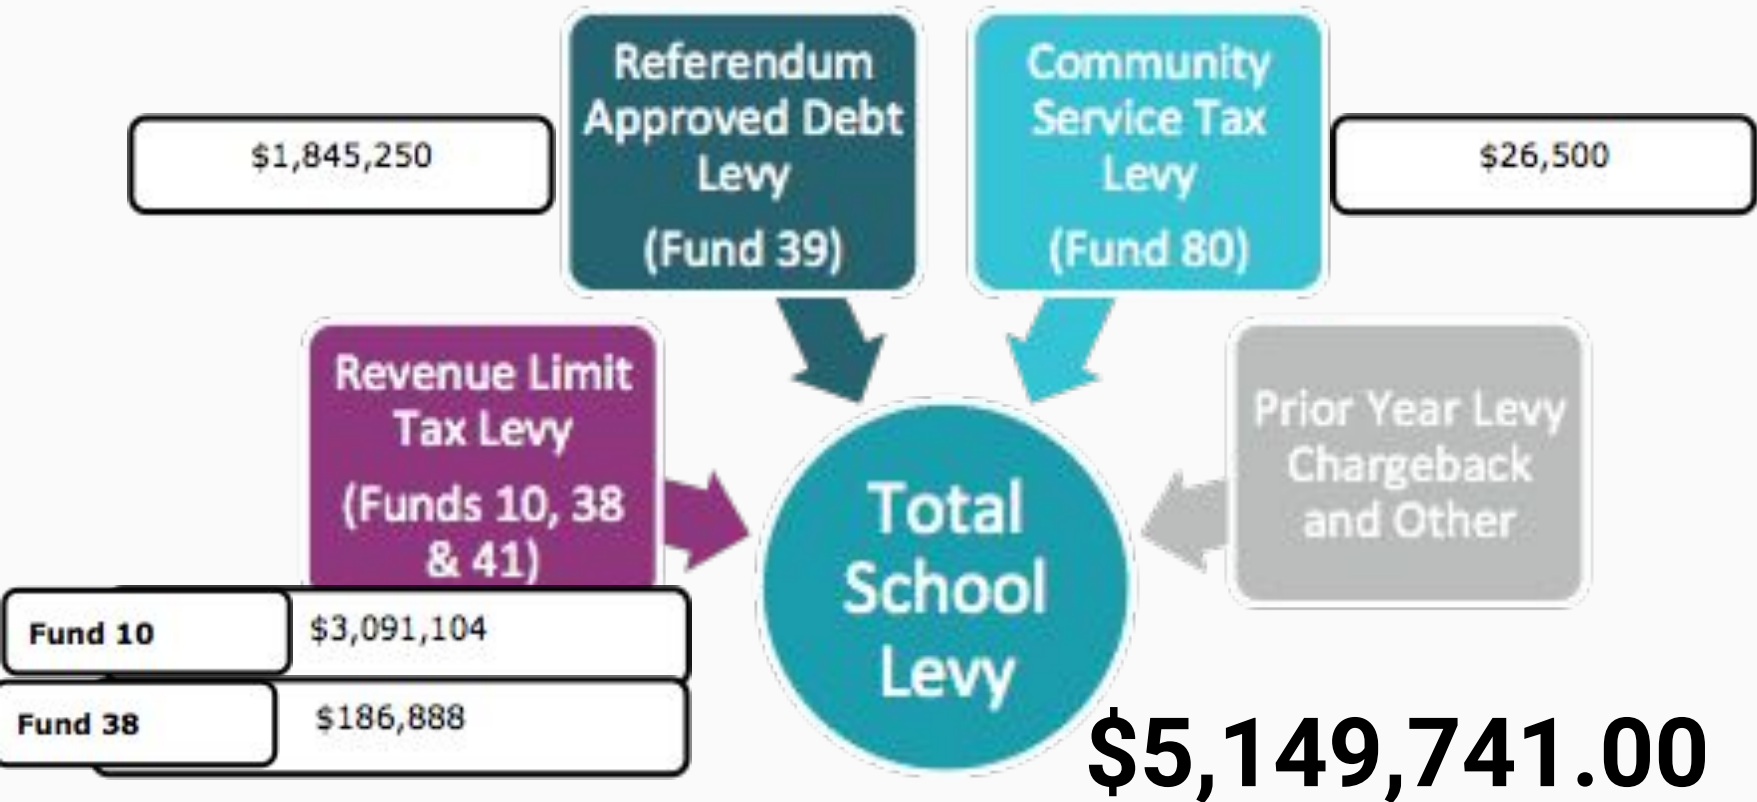 Referendum
Approved Debt
Levy
(Fund 39)
Community
Service Tax
Levy
(Fund 80)
$1,845,250
$26,500
Revenue Limit
Tax Levy
(Funds 10, 38
& 41)
Prior Year Levy
Chargeback
and Other
Total
School
Levy
Fund 10
$3,091,104
Fund 38
$186,888
$5,149,741.00